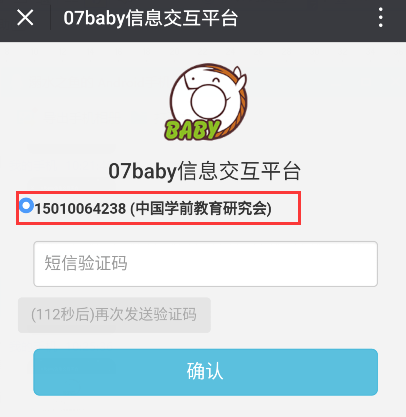 07baby信息交互平台
BABY
07baby信息交互平台
15010064238 (中国学前教育研究会)
短信验证码
(112秒后)再次发送验证码
确认